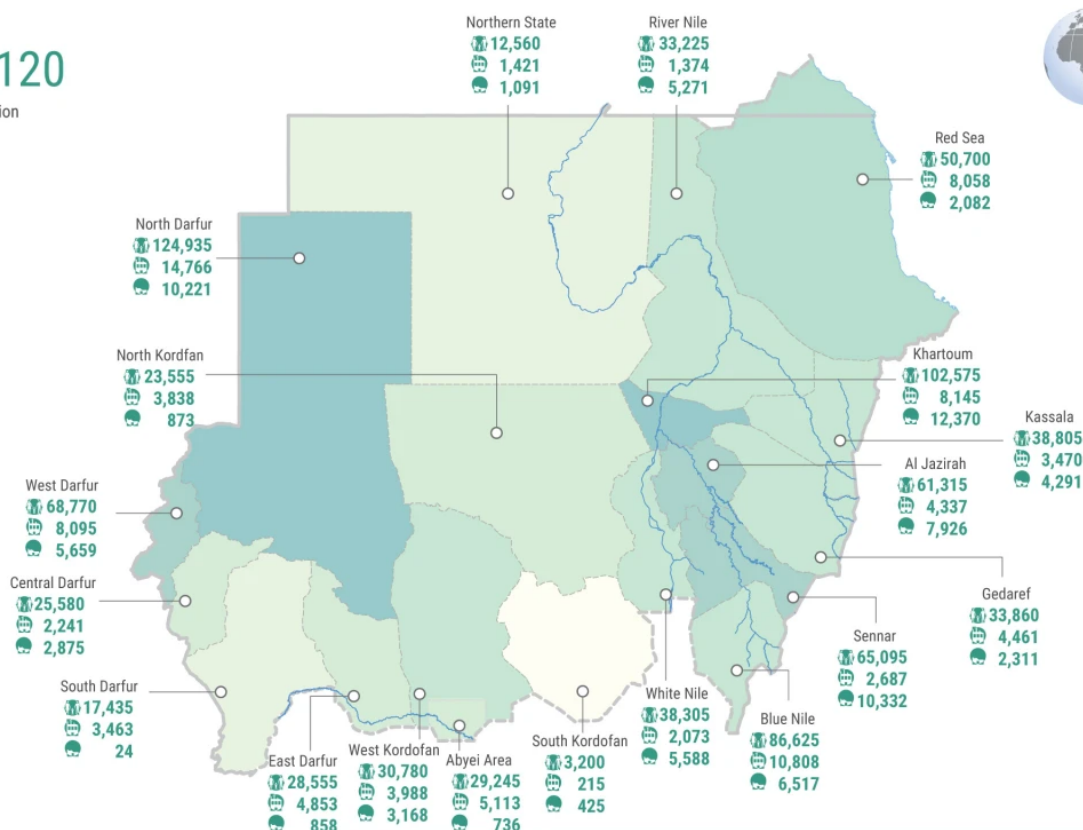 120
ion
Northern State
12,560
1,421
1,091
River Nile
33,225
1,374
5,271
Red Sea
50,700
8,058
2,082
North Darfur
124,935
14,766
10,221
North Kordfan
23,555
3,838
873
Khartoum
102,575
8,145
12,370
Kassala
38,805
3,470
4,291
Al Jazirah
61,315
4,337
7,926
West Darfur
68,770
8,095
5,659
Central Darfur
25,580
2,241
2,875
Gedaref
33,860
4,461
2,311
Sennar
65,095
2,687
10,332
South Darfur
17,435
3,463
24
White Nile
38,305
2,073
5,588
Blue Nile
86,625
10,808
6,517
South Kordofan
3,200
215
425
West Kordofan
30,780
3,988
3,168
Abyei Area
29,245
5,113
736
East Darfur
28,555
4,853
858